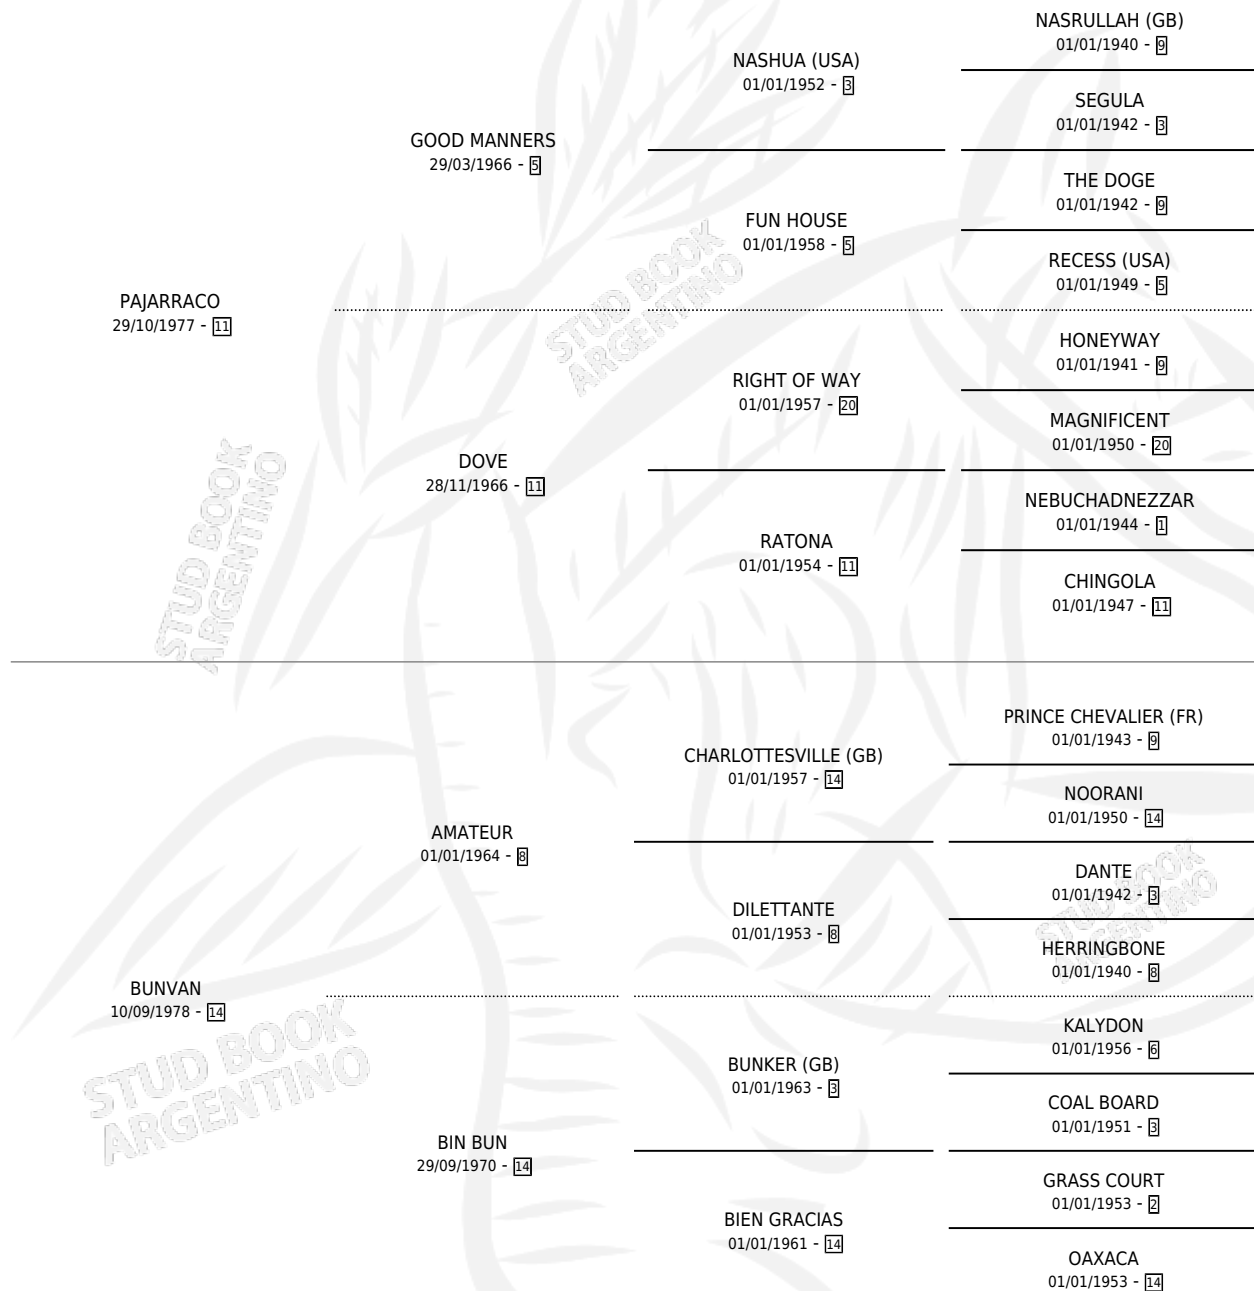 NASRULLAH (GB)
01/01/1940 - 9
NASHUA (USA)
01/01/1952 - 3
SEGULA
01/01/1942 - 3
GOOD MANNERS
29/03/1966 - 5
THE DOGE
01/01/1942 - 9
FUN HOUSE
01/01/1958 - 5
RECESS (USA)
01/01/1949 - 5
PAJARRACO
29/10/1977 - 11
HONEYWAY
01/01/1941 - 9
RIGHT OF WAY
01/01/1957 - 20
MAGNIFICENT
01/01/1950 - 20
DOVE
28/11/1966 - 11
NEBUCHADNEZZAR
01/01/1944 - 1
RATONA
01/01/1954 - 11
CHINGOLA
01/01/1947 - 11
PRINCE CHEVALIER (FR)
01/01/1943 - 9
CHARLOTTESVILLE (GB)
01/01/1957 - 14
NOORANI
01/01/1950 - 14
AMATEUR
01/01/1964 - 8
DANTE
01/01/1942 - 3
DILETTANTE
01/01/1953 - 8
HERRINGBONE
01/01/1940 - 8
BUNVAN
10/09/1978 - 14
KALYDON
01/01/1956 - 6
BUNKER (GB)
01/01/1963 - 3
COAL BOARD
01/01/1951 - 3
BIN BUN
29/09/1970 - 14
GRASS COURT
01/01/1953 - 2
BIEN GRACIAS
01/01/1961 - 14
OAXACA
01/01/1953 - 14
STUD BOOK
ARGENTINO
STUD BOOK
ARGENTINO
STUD BOOK
ARGENTINO
STUD BOOK
ARGENTINO